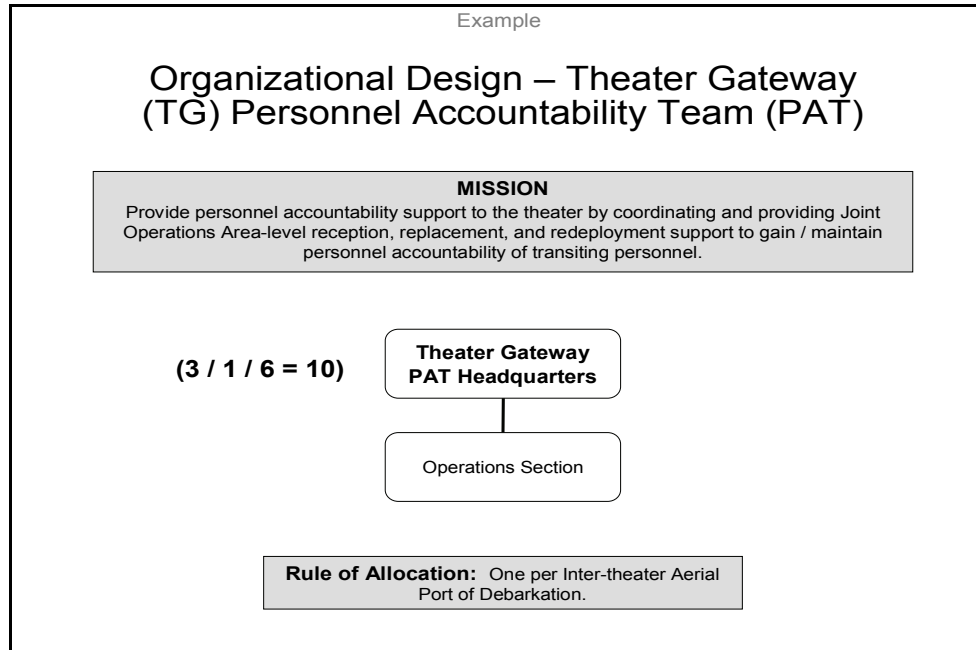 Example
Organizational Design – Theater Gateway
(TG) Personnel Accountability Team (PAT)
MISSION
Provide personnel accountability support to the theater by coordinating and providing Joint
Operations Area-level reception, replacement, and redeployment support to gain / maintain
personnel accountability of transiting personnel.
(3 / 1 / 6 = 10)
Theater Gateway
PAT Headquarters
Operations Section
Rule of Allocation: One per Inter-theater Aerial
Port of Debarkation.